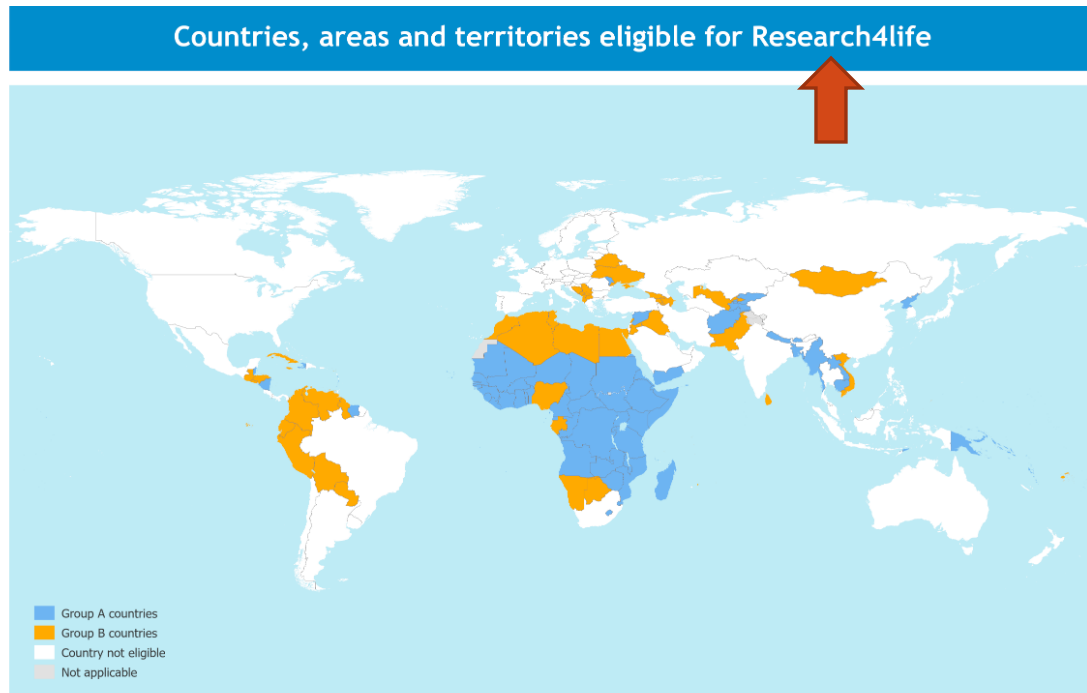 Countries, areas and territories eligible for Research4life
Group A countries
Group B countries
Country not eligible
Not applicable